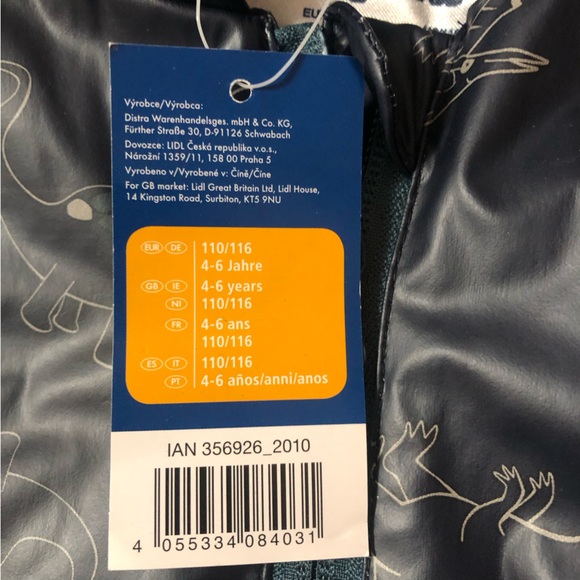 EU
Výrobce/Výrobca:
Distra Warenhandelsges. mbH & Co. KG,
Fürther Straße 30, D-91126 Schwabach
Dovozce: LIDL Česká republika v.o.s.,
Nárožní 1359/11, 158 00 Praha 5
Vyrobeno v/Vyrobené v: Číně/Číne
For GB market: Lidl Great Britain Ltd, Lidl House,
14 Kingston Road, Surbiton, KT5 9NU
EUR DE 110/116
4-6 Jahre
GB IE 4-6 years
NI 110/116
FR 4-6 ans
110/116
ES IT 110/116
PT 4-6 años/anni/anos
IAN 356926_2010
4 055334 084031